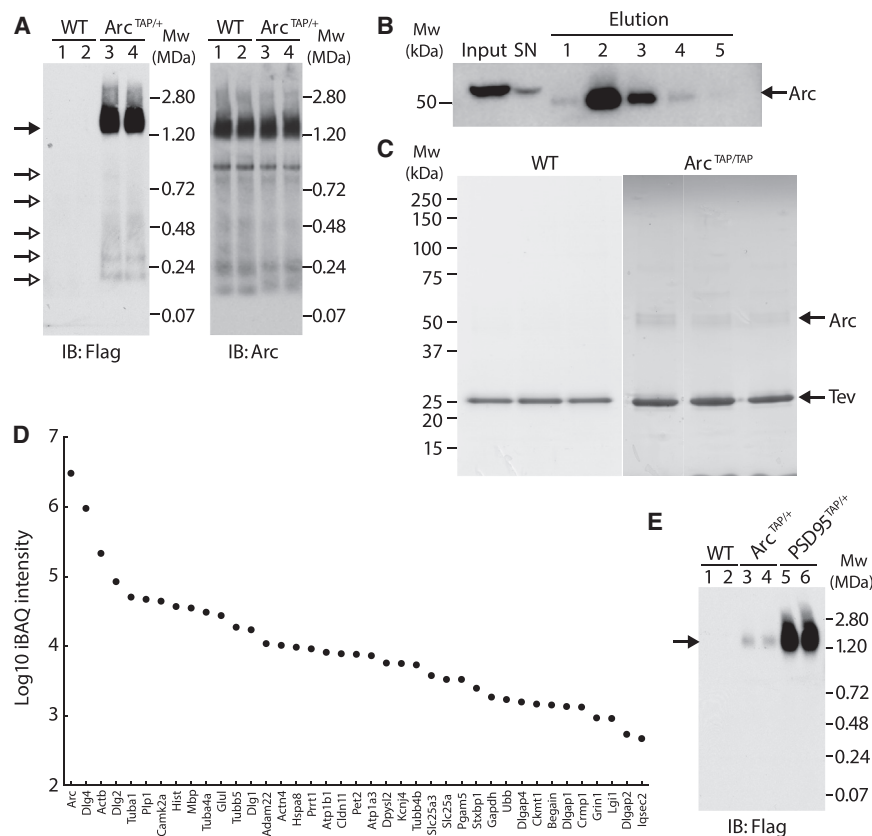 A
WT Arc TAP/+ Mw (MDa) WT Arc TAP/+ Mw (MDa)
1 2 3 4 1 2 3 4
2.80 2.80
1.20 1.20
0.72 0.72
0.48 0.48
0.24 0.24
0.07 0.07
IB: Flag IB: Arc
B
Mw (kDa)
Elution
Input SN 1 2 3 4 5
50
Arc
C
Mw (kDa)
WT Arc TAP/TAP
250
150
100
75
50
37
25
20
15
Arc
Tev
D
Log10 iBAQ intensity
7
6
5
4
3
2
Arc
Dlg4
Actb
Dlg2
Tuba1
Plp1
Camk2a
Hist
Mbp
Tuba4a
Glul
Tubb5
Dlg1
Adam22
Actn4
Hspa8
Prrt1
Atp1b1
Cldn11
Pet2
Atp1a3
Dpysl2
Kcnj4
Tubb4b
Slc25a3
Slc25a
Pgam5
Stxbp1
Gapdh
Ubb
Dlgap4
Ckmt1
Begain
Dlgap1
Crmp1
Grin1
Lgi1
Dlgap2
Iqsec2
E
WT Arc TAP/+ PSD95 TAP/+
1 2 3 4 5 6
Mw (MDa)
2.80
1.20
0.72
0.48
0.24
0.07
IB: Flag